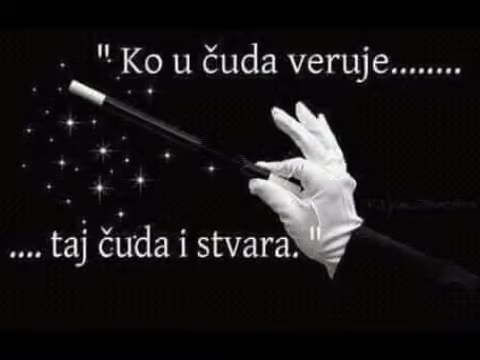 " Ko u čuda veruje........
.... taj čuda i stvara. "